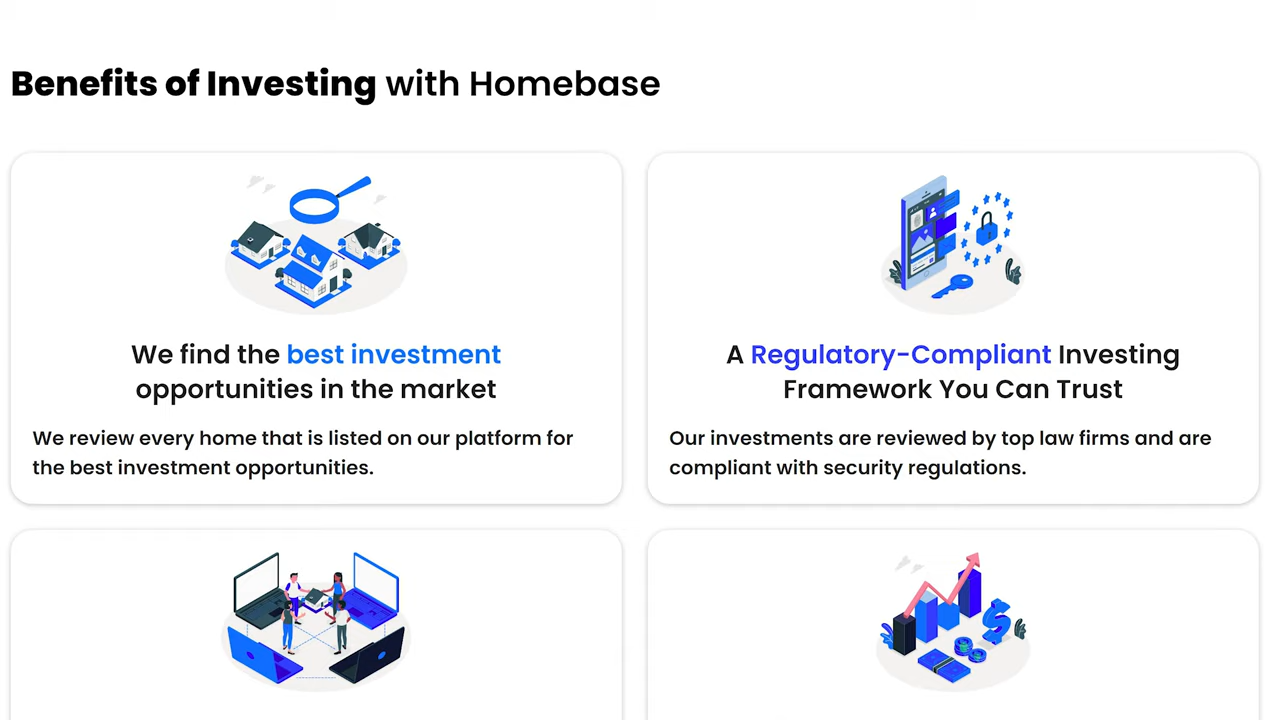 Benefits of Investing with Homebase
We find the best investment
opportunities in the market
We review every home that is listed on our platform for
the best investment opportunities.
A Regulatory-Compliant Investing
Framework You Can Trust
Our investments are reviewed by top law firms and are
compliant with security regulations.